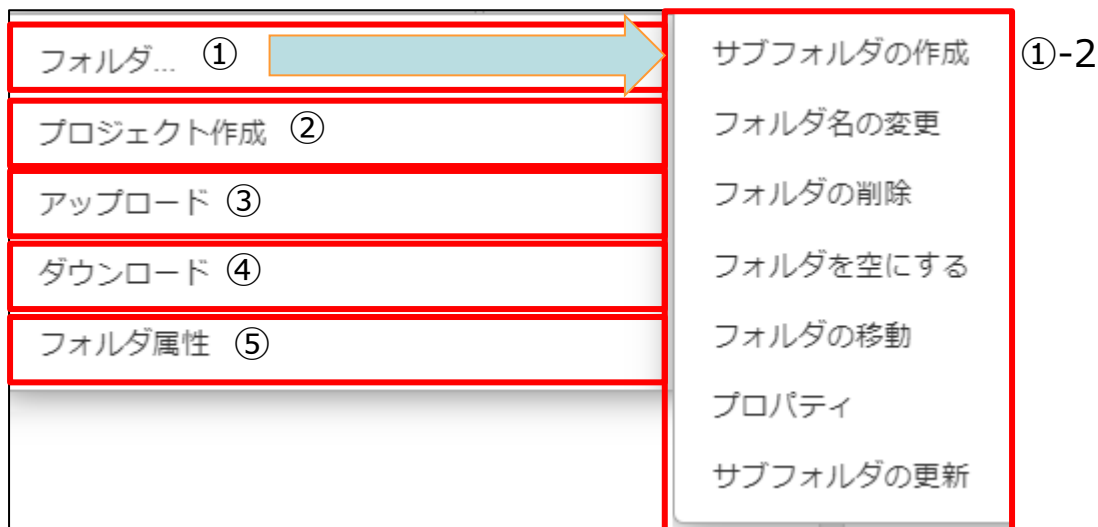 フォルダ... ①
プロジェクト作成 ②
アップロード ③
ダウンロード ④
フォルダ属性 ⑤
サブフォルダの作成
フォルダ名の変更
フォルダの削除
フォルダを空にする
フォルダの移動
プロパティ
サブフォルダの更新
①-2